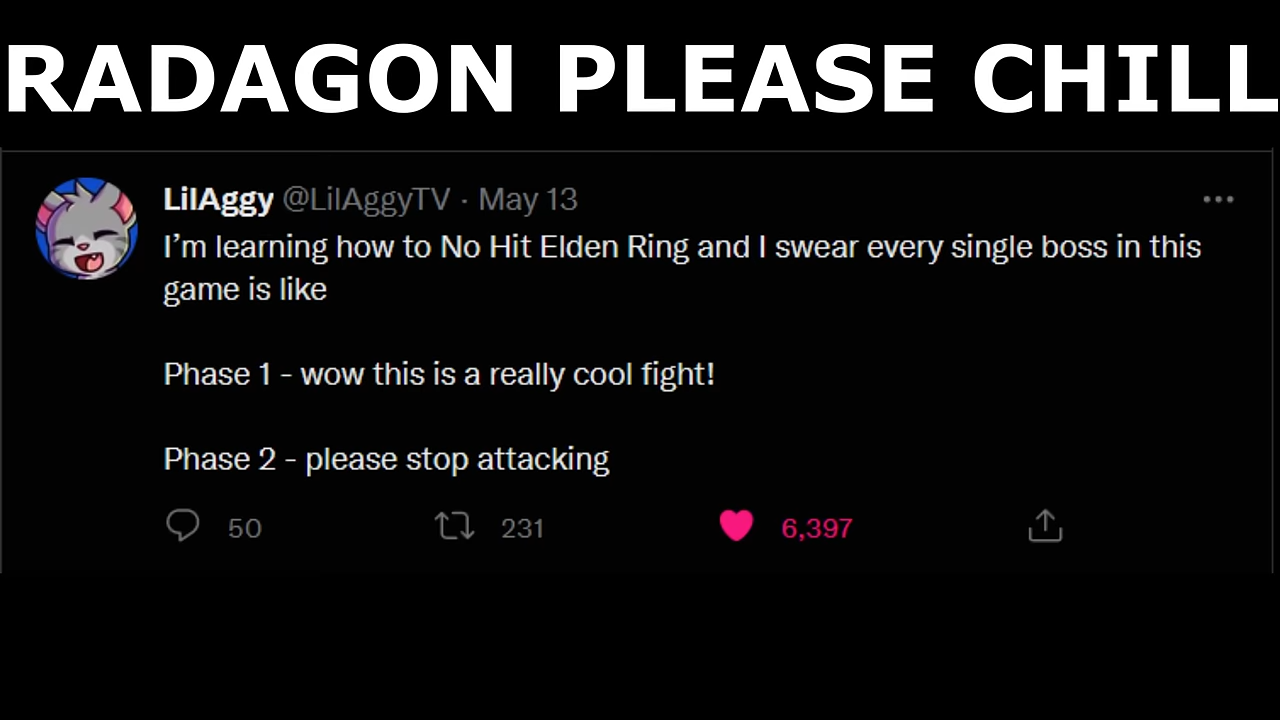 RADAGON PLEASE CHILL
LilAggy @LilAggyTV · May 13
I’m learning how to No Hit Elden Ring and I swear every single boss in this
game is like
Phase 1 - wow this is a really cool fight!
Phase 2 - please stop attacking
50 231 6,397